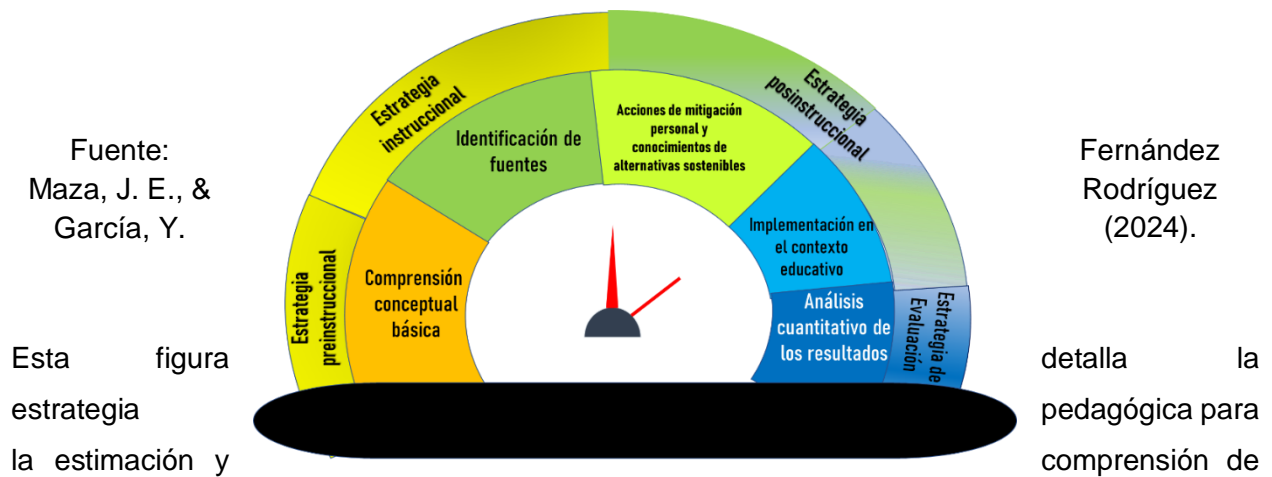 Fuente:
Maza, J. E., &
García, Y.
Fernández
Rodríguez
(2024).
Estrategia
preinstruccional
Estrategia
instruccional
Estrategia
posinstruccional
Estrategia de
Evaluación
Comprensión
conceptual
básica
Identificación de
fuentes
Acciones de mitigación
personal y
conocimientos de
alternativas sostenibles
Implementación en
el contexto
educativo
Análisis
cuantitativo de
los resultados
Esta figura detalla la
estrategia pedagógica para
la estimación y comprensión de